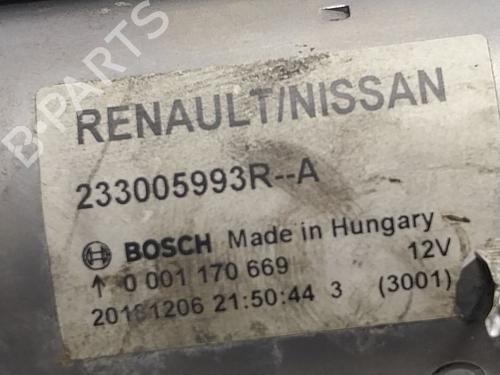 B-PARTS
RENAULT/NISSAN
233005993R--A
BOSCH Made in Hungary
↑ 0 001 170 669 12V
20181206 21:50:44 3 (3001)